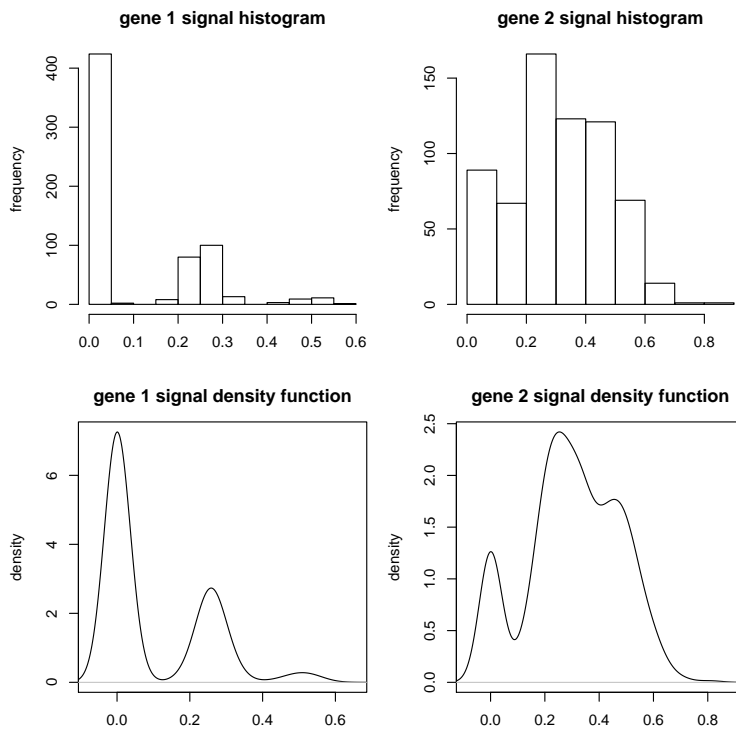 gene 1 signal histogram
frequency
400
300
200
100
0
0.0 0.1 0.2 0.3 0.4 0.5 0.6
gene 2 signal histogram
frequency
150
100
50
0
0.0 0.2 0.4 0.6 0.8
gene 1 signal density function
density
6
4
2
0
0.0 0.2 0.4 0.6
gene 2 signal density function
density
2.5
2.0
1.5
1.0
0.5
0.0
0.0 0.2 0.4 0.6 0.8